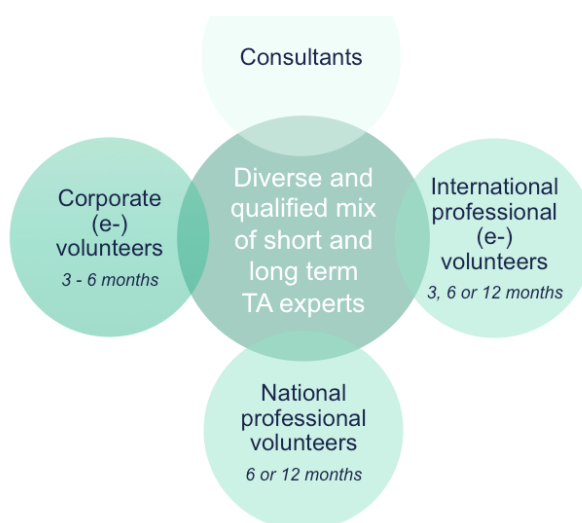 Consultants
Corporate
(e-)
volunteers
3 - 6 months
Diverse and
qualified mix
of short and
long term
TA experts
International
professional
(e-)
volunteers
3, 6 or 12 months
National
professional
volunteers
6 or 12 months